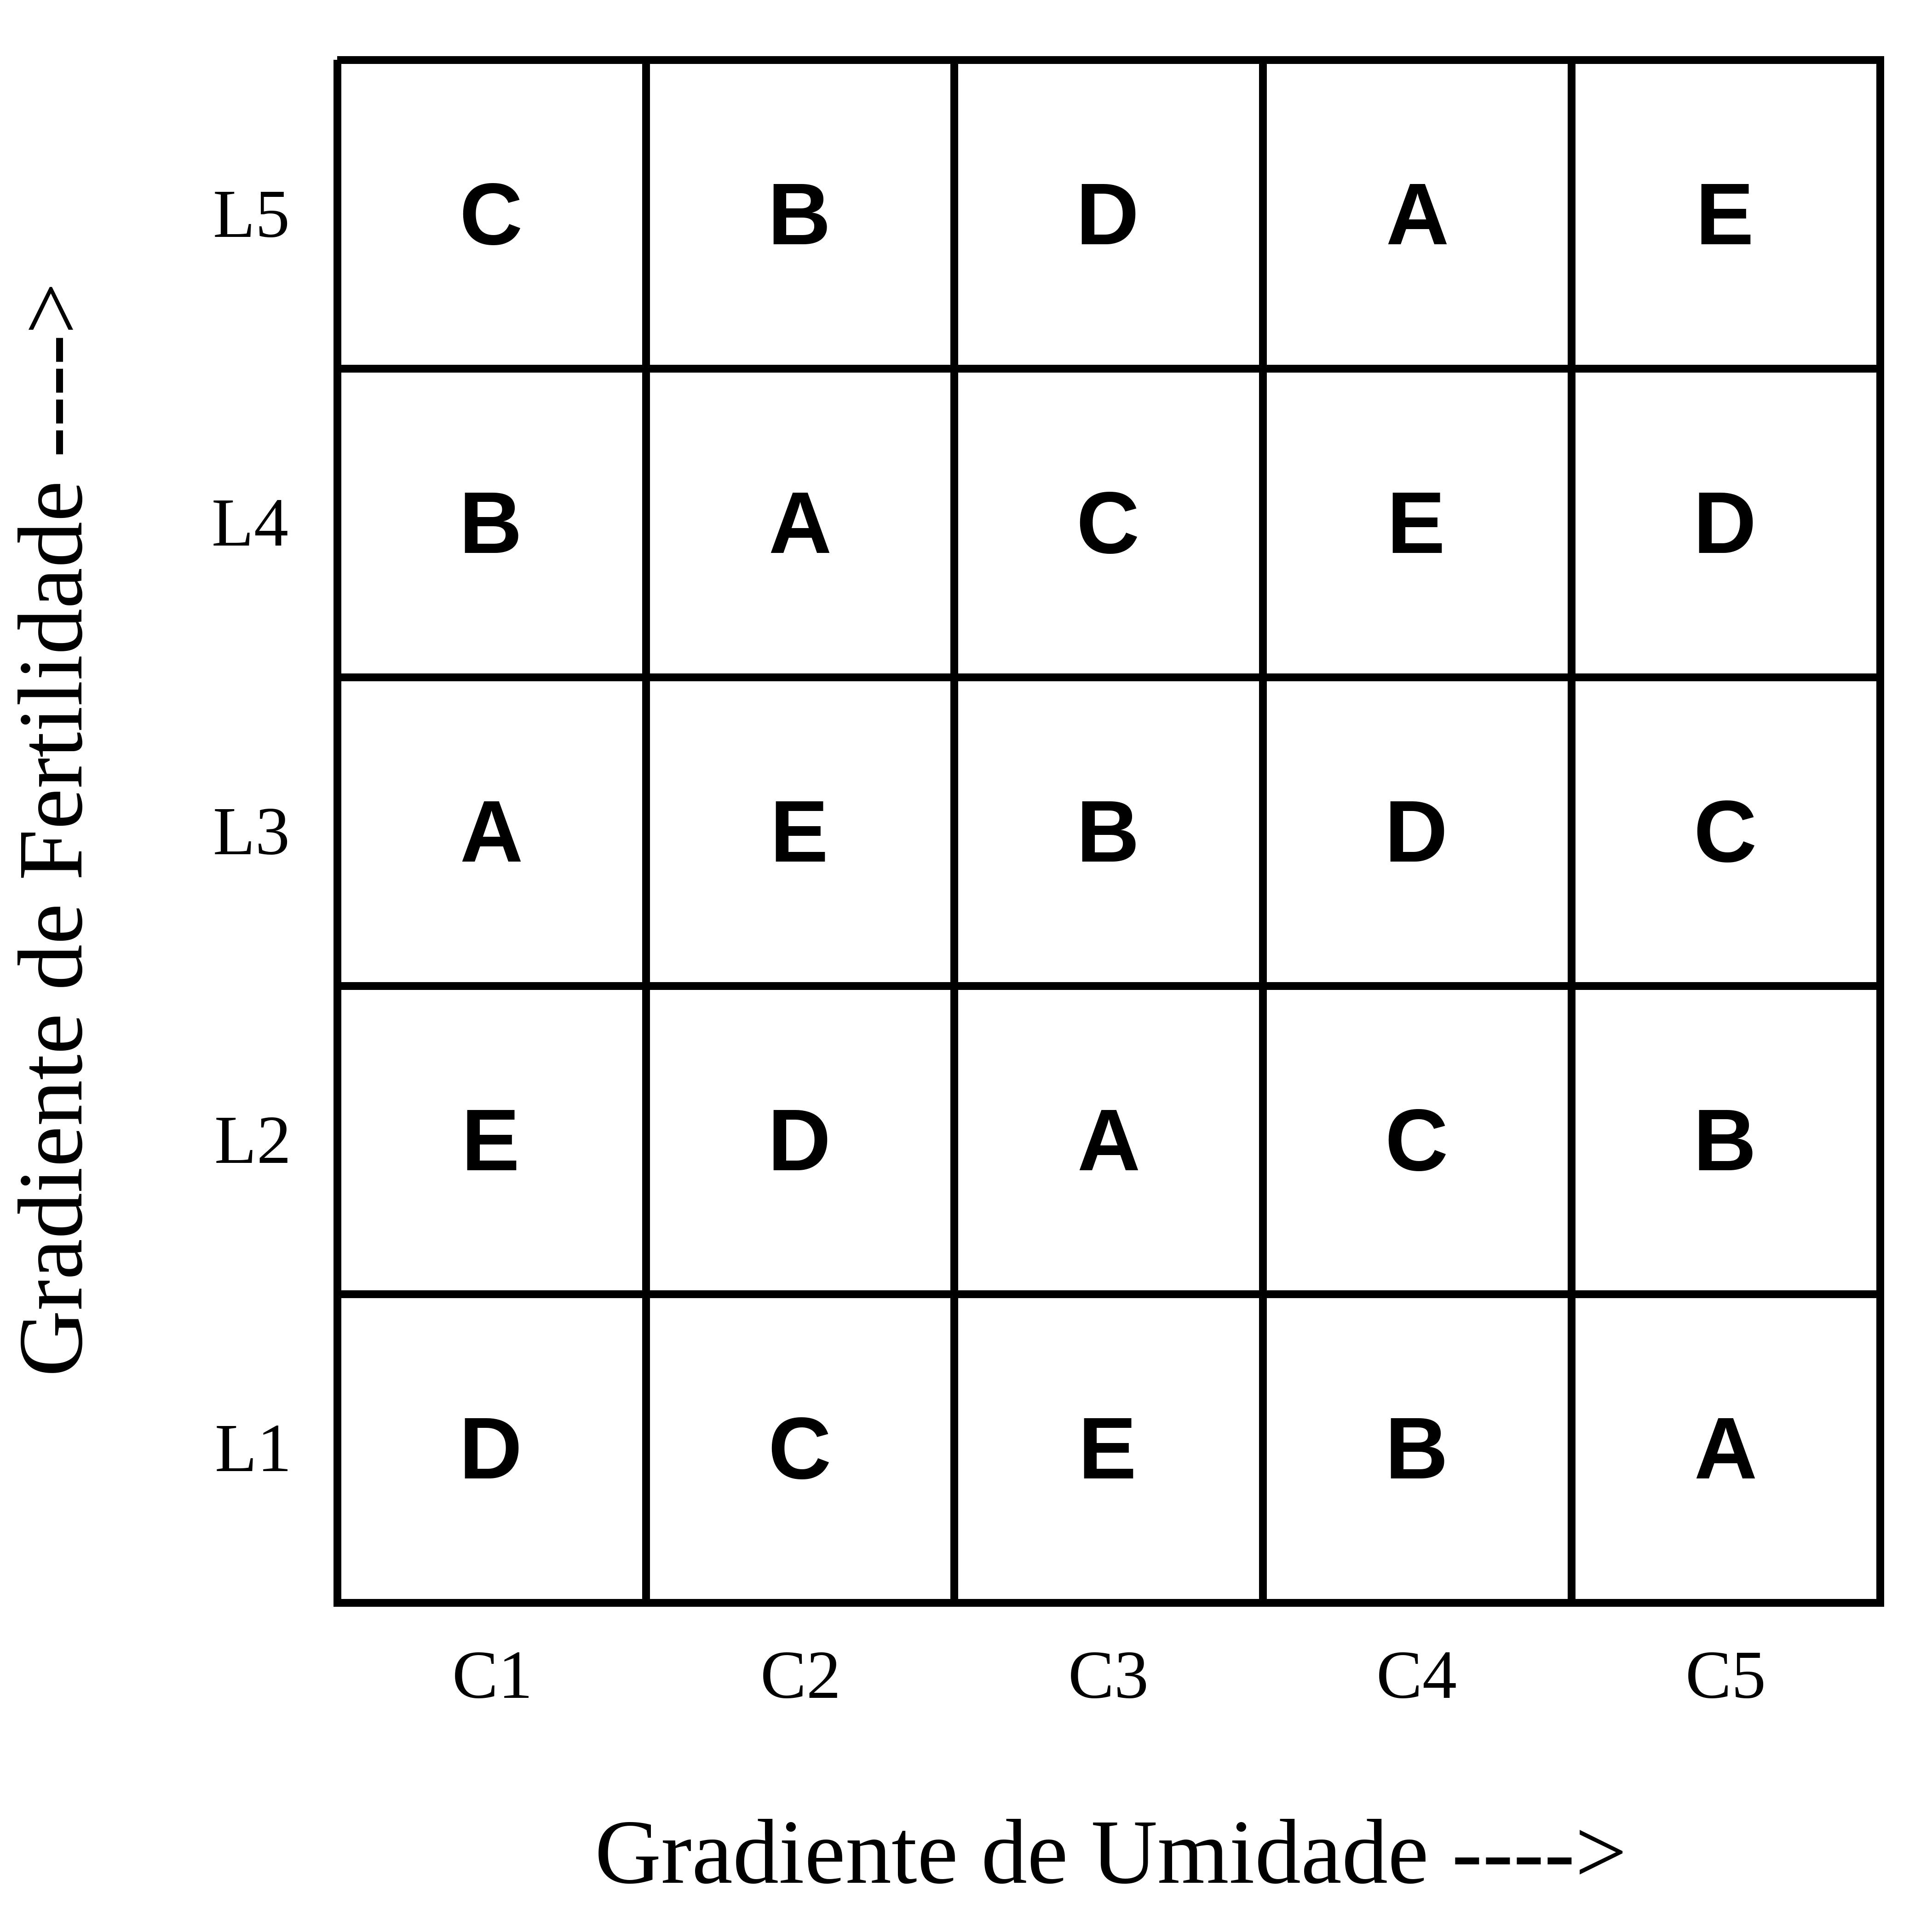 Gradiente de Fertilidade ---->
L5 C B D A E
L4 B A C E D
L3 A E B D C
L2 E D A C B
L1 D C E B A
C1 C2 C3 C4 C5
Gradiente de Umidade ---->